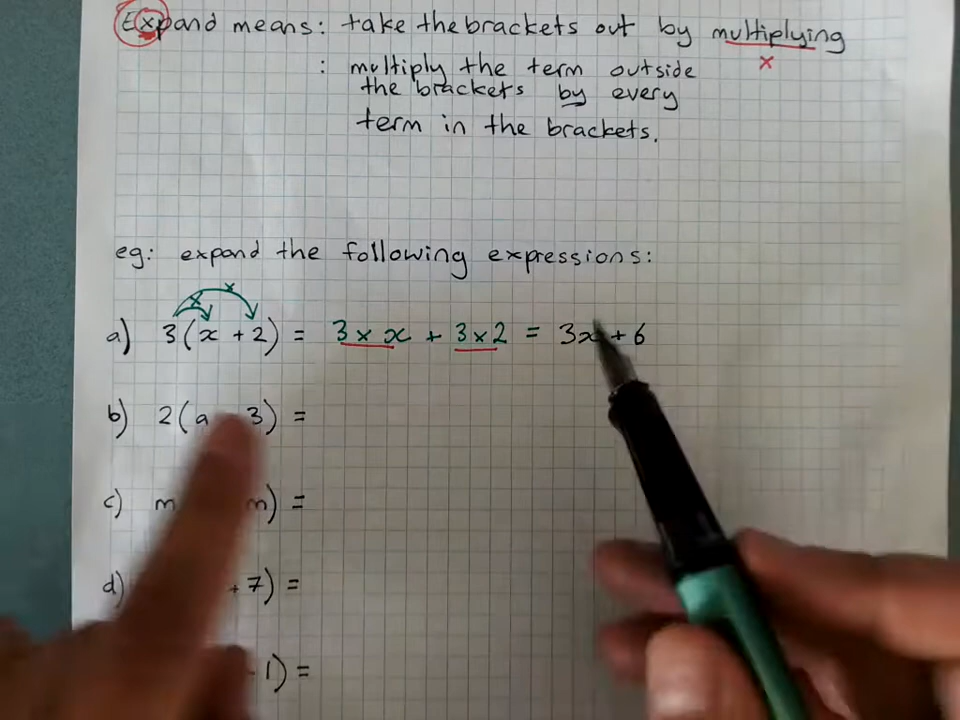 Expand means: take the brackets out by multiplying
x
: multiply the term outside
the brackets by every
term in the brackets.
eg: expand the following expressions:
x x
a) 3(x + 2) = 3 × x + 3 × 2 = 3x + 6
b) 2(a 3) =
c) m n) =
d) + 7) =
- 1) =